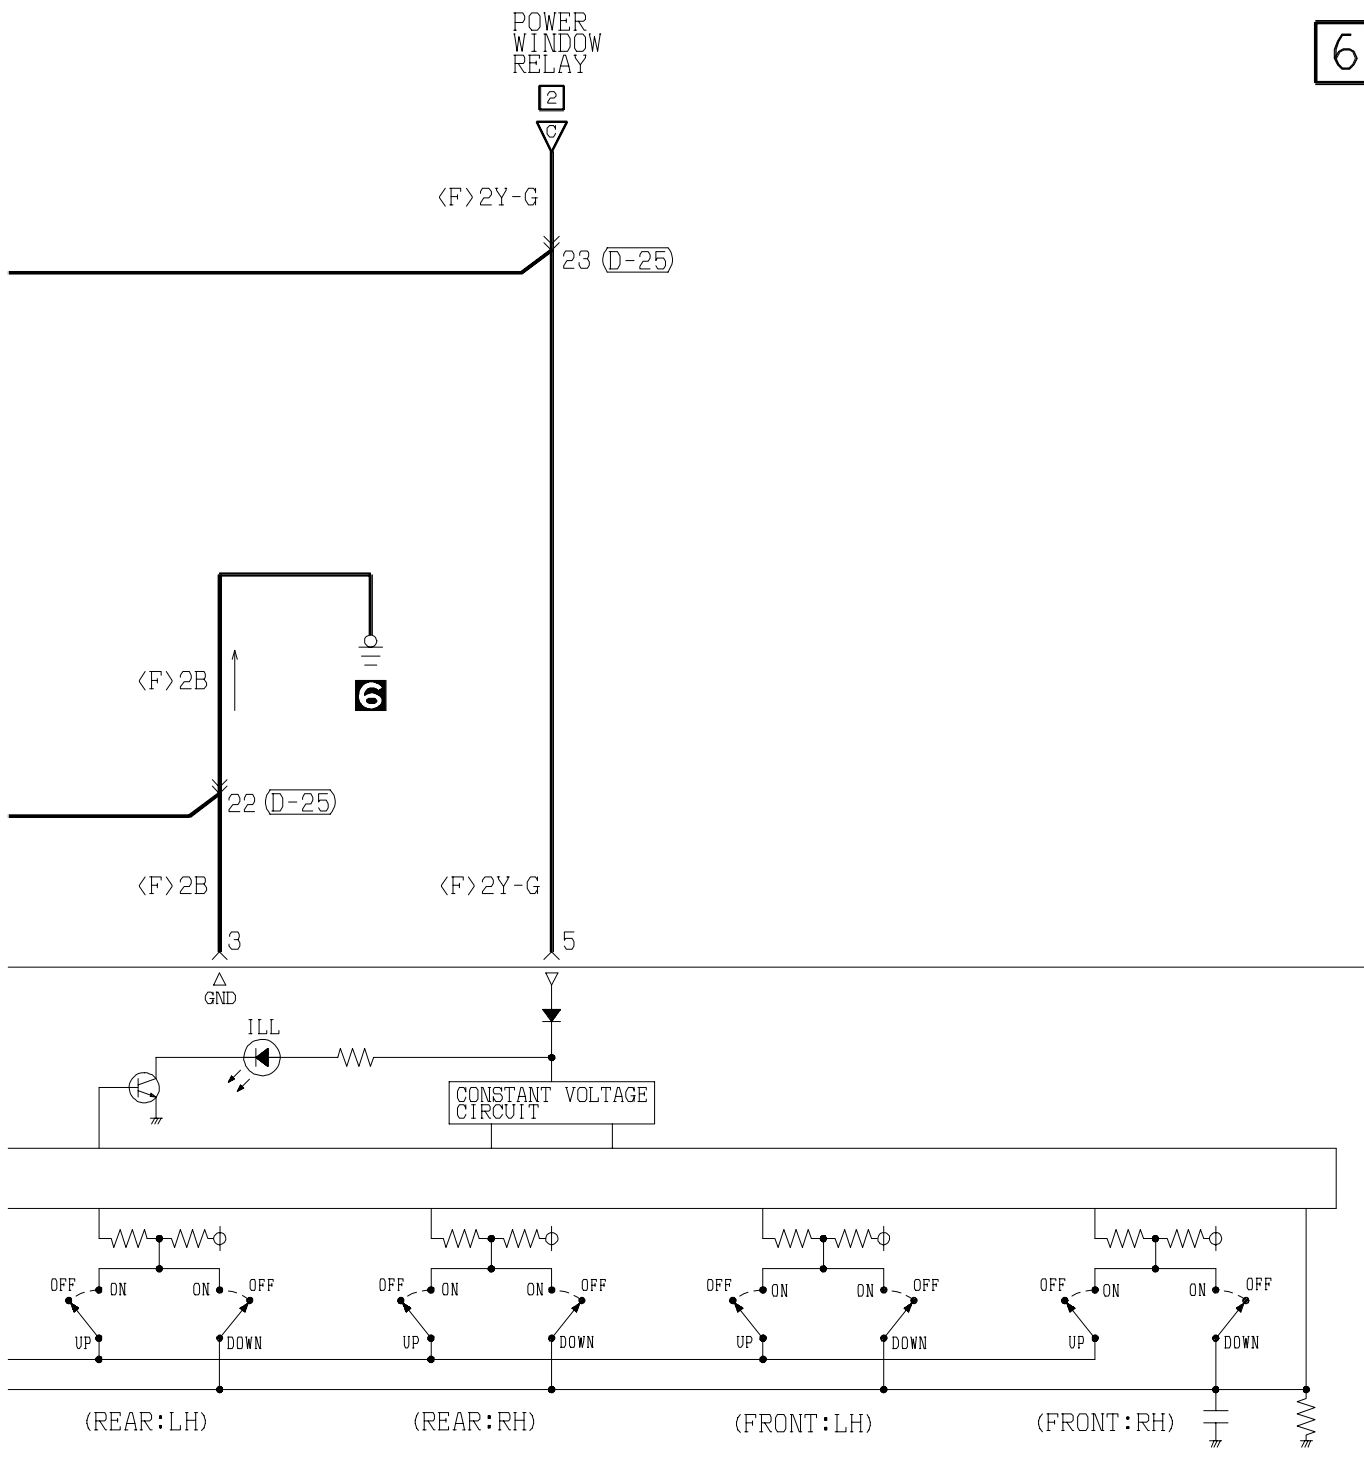 POWER
WINDOW
RELAY
6
2
C
〈F〉2Y-G
23 (D-25)
〈F〉2B
6
22 (D-25)
〈F〉2B
〈F〉2Y-G
3
5
GND
ILL
CONSTANT VOLTAGE
CIRCUIT
OFF ON ON OFF
OFF ON ON OFF
OFF ON ON OFF
OFF ON ON OFF
UP DOWN
UP DOWN
UP DOWN
UP DOWN
(REAR:LH)
(REAR:RH)
(FRONT:LH)
(FRONT:RH)